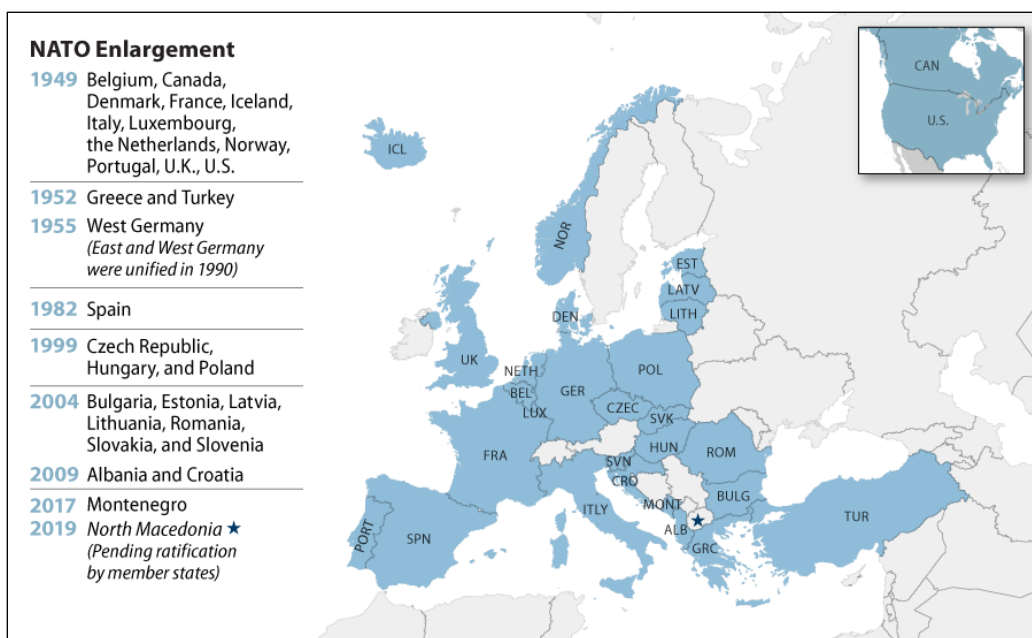 NATO Enlargement
1949 Belgium, Canada,
Denmark, France, Iceland,
Italy, Luxembourg,
the Netherlands, Norway,
Portugal, U.K., U.S.
1952 Greece and Turkey
1955 West Germany
(East and West Germany
were unified in 1990)
1982 Spain
1999 Czech Republic,
Hungary, and Poland
2004 Bulgaria, Estonia, Latvia,
Lithuania, Romania,
Slovakia, and Slovenia
2009 Albania and Croatia
2017 Montenegro
2019 North Macedonia ★
(Pending ratification
by member states)
CAN
U.S.
ICL
NOR
EST
LATV
LITH
DEN
UK
NETH
BEL
LUX
GER
POL
CZEC
SVK
FRA
HUN
ROM
SVN
CRO
ITLY
MONT
BULG
ALB
GRC
TUR
PORT
SPN